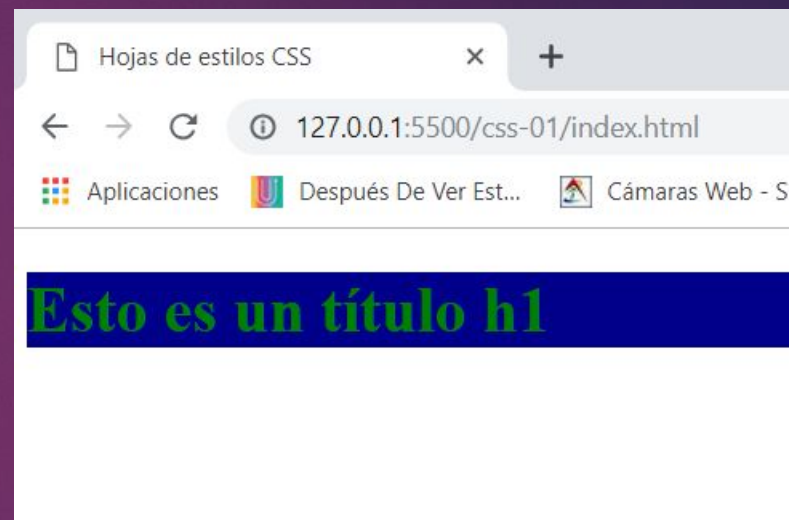 Hojas de estilos CSS
127.0.0.1:5500/css-01/index.html
Aplicaciones Después De Ver Est... Cámaras Web - S
Esto es un título h1